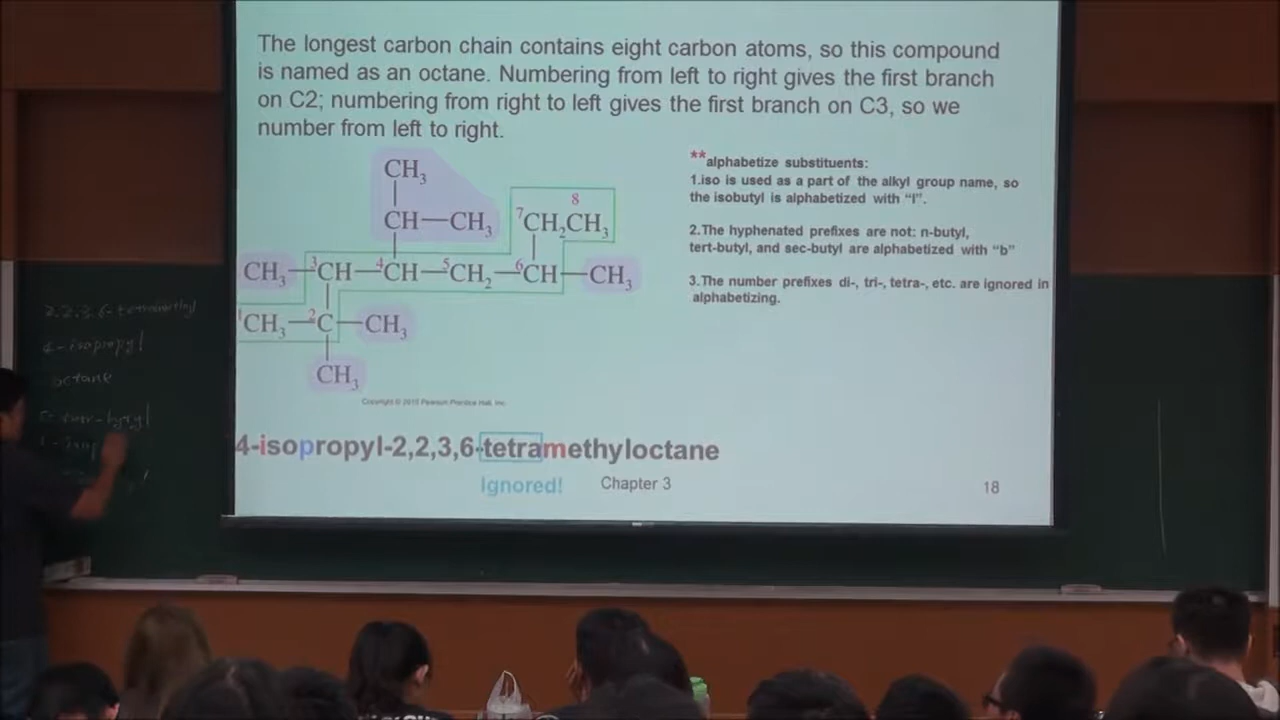 The longest carbon chain contains eight carbon atoms, so this compound
is named as an octane. Numbering from left to right gives the first branch
on C2; numbering from right to left gives the first branch on C3, so we
number from left to right.
**alphabetize substituents:
1.iso is used as a part of the alkyl group name, so
the isobutyl is alphabetized with “I”.
2.The hyphenated prefixes are not: n-butyl,
tert-butyl, and sec-butyl are alphabetized with “b”
3.The number prefixes di-, tri-, tetra-, etc. are ignored in
alphabetizing.
CH₃
8
CH—CH₃ ⁷CH₂CH₃
CH₃—³CH—⁴CH—⁵CH₂—⁶CH—CH₃
¹CH₃—²C—CH₃
CH₃
Copyright © 2010 Pearson Prentice Hall, Inc.
4-isopropyl-2,2,3,6-tetramethyloctane
Ignored!
Chapter 3
18
4-isopropyl
octane